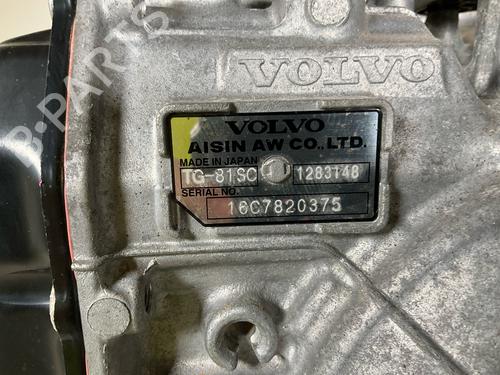 VOLVO
VOLVO
AISIN AW CO.,LTD.
MADE IN JAPAN
TG-81SC 1283148
SERIAL NO.
16C7820375
B-PARTS